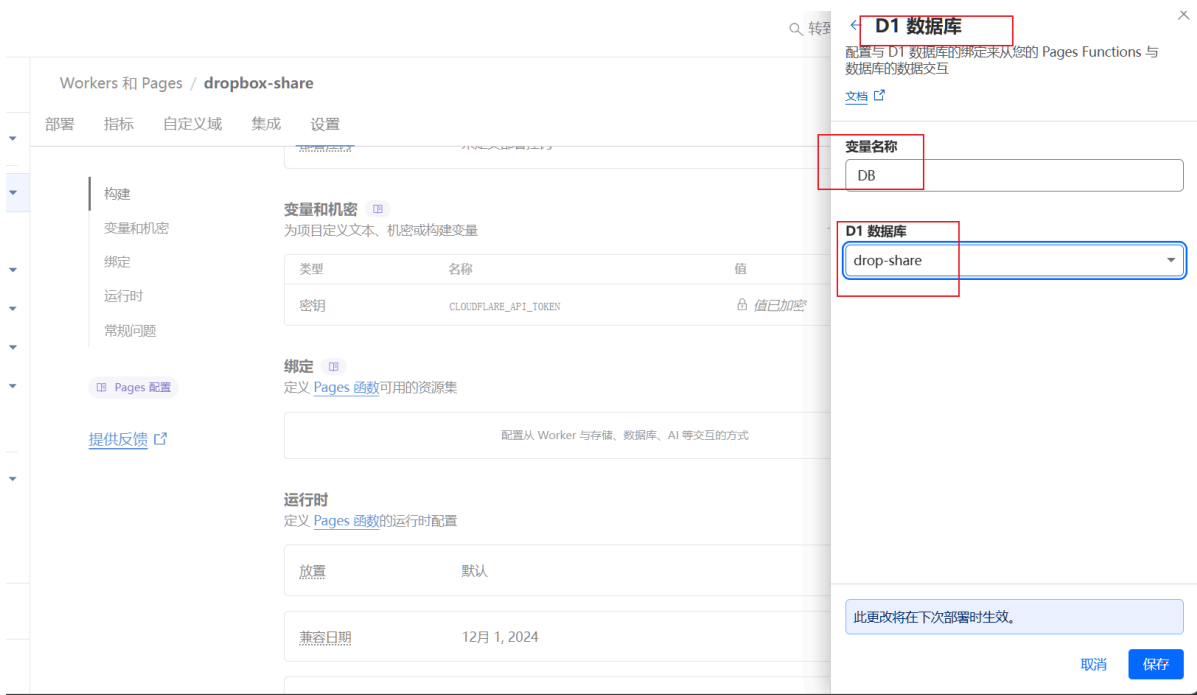 转到
Workers 和 Pages / dropbox-share
部署 指标 自定义域 集成 设置
构建
变量和机密
绑定
运行时
常规问题
Pages 配置
提供反馈
变量和机密
为项目定义文本、机密或构建变量
类型 名称 值
密钥 CLOUDFLARE_API_TOKEN 值已加密
绑定
定义 Pages 函数可用的资源集
配置从 Worker 与存储、数据库、AI 等交互的方式
运行时
定义 Pages 函数的运行时配置
放置 默认
兼容日期 12月 1, 2024
D1 数据库
配置与 D1 数据库的绑定来从您的 Pages Functions 与
数据库的数据交互
文档
变量名称
DB
D1 数据库
drop-share
此更改将在下次部署时生效。
取消 保存